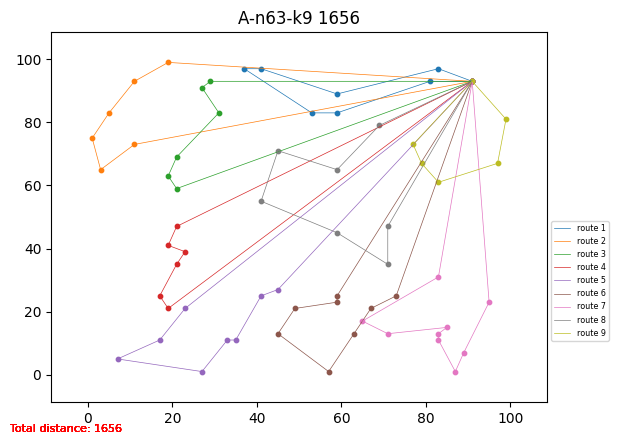 A-n63-k9 1656
100
80
60
40
20
0
0 20 40 60 80 100
route 1
route 2
route 3
route 4
route 5
route 6
route 7
route 8
route 9
Total distance: 1656